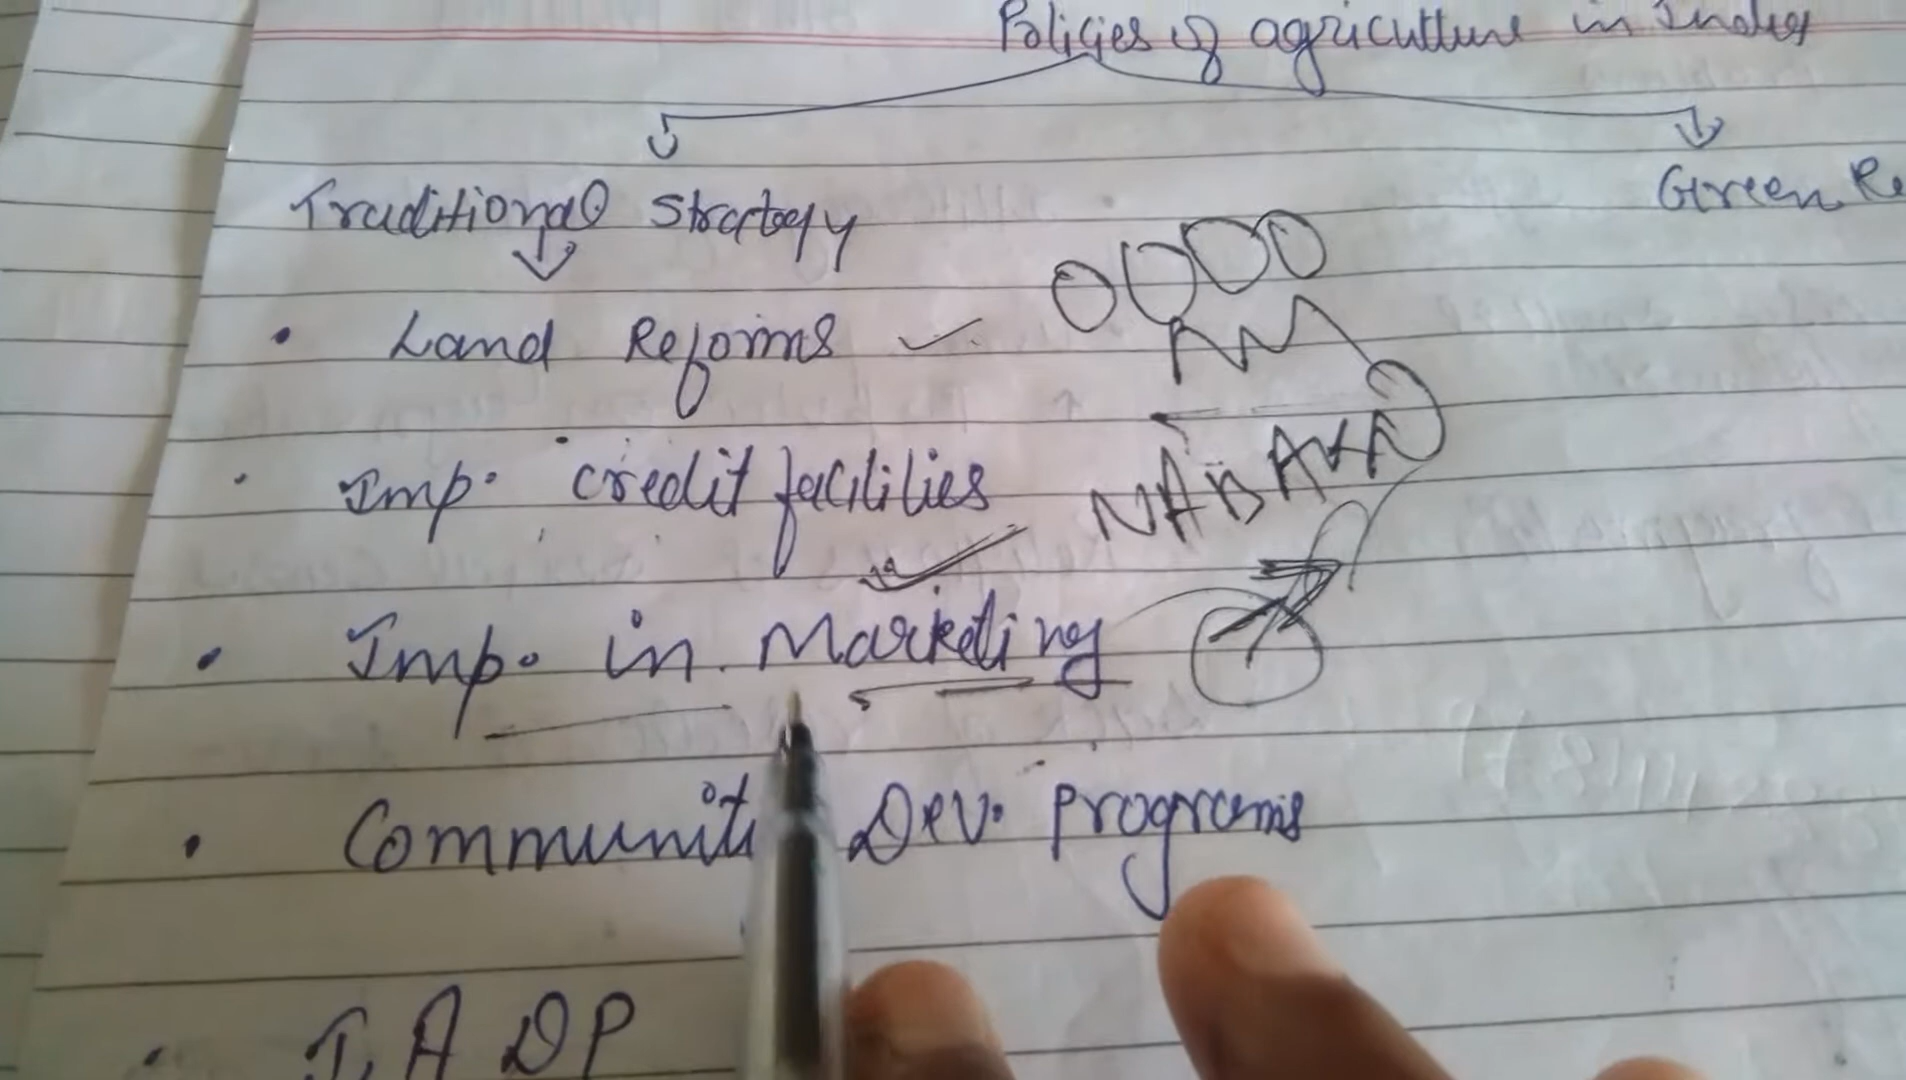 Policies of agriculture in India
Traditional Strategy
Green Re
• Land Reforms
• Imp. credit facilities
NABARD
• Imp. in Marketing
• Community Dev. programs
• I A D P